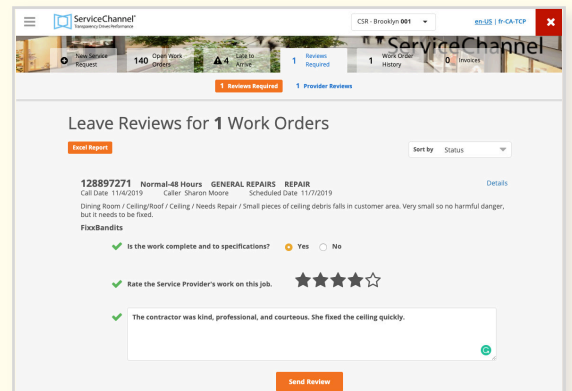 ServiceChannel
Transparency Drives Performance
CSR - Brooklyn 001
en-US | fr-CA-TCP
ServiceChannel
New Service Request
140 Open Work Orders
4 Late to Arrive
1 Reviews Required
1 Work Order History
0 Invoices
1 Reviews Required
1 Provider Reviews
Leave Reviews for 1 Work Orders
Excel Report
Sort by Status
128897271 Normal-48 Hours GENERAL REPAIRS REPAIR
Details
Call Date 11/4/2019 Caller Sharon Moore Scheduled Date 11/7/2019
Dining Room / Ceiling/Roof / Ceiling / Needs Repair / Small pieces of ceiling debris falls in customer area. Very small so no harmful danger,
but it needs to be fixed.
FixxBandits
Is the work complete and to specifications? Yes No
Rate the Service Provider's work on this job.
The contractor was kind, professional, and courteous. She fixed the ceiling quickly.
Send Review